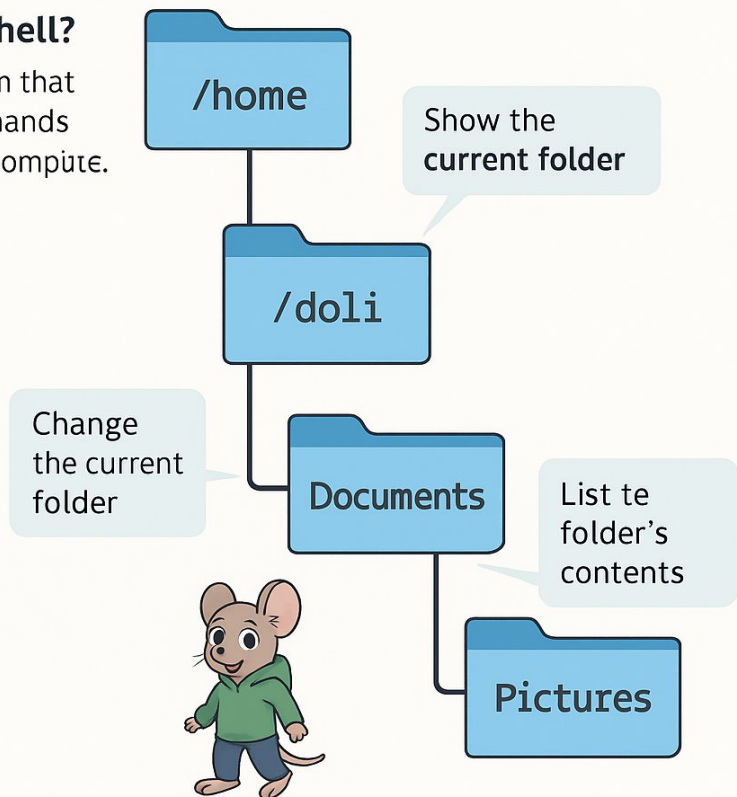 hell?
m that
nands
ompute.
/home
Show the
current folder
/doli
Change
the current
folder
Documents
List te
folder's
contents
Pictures